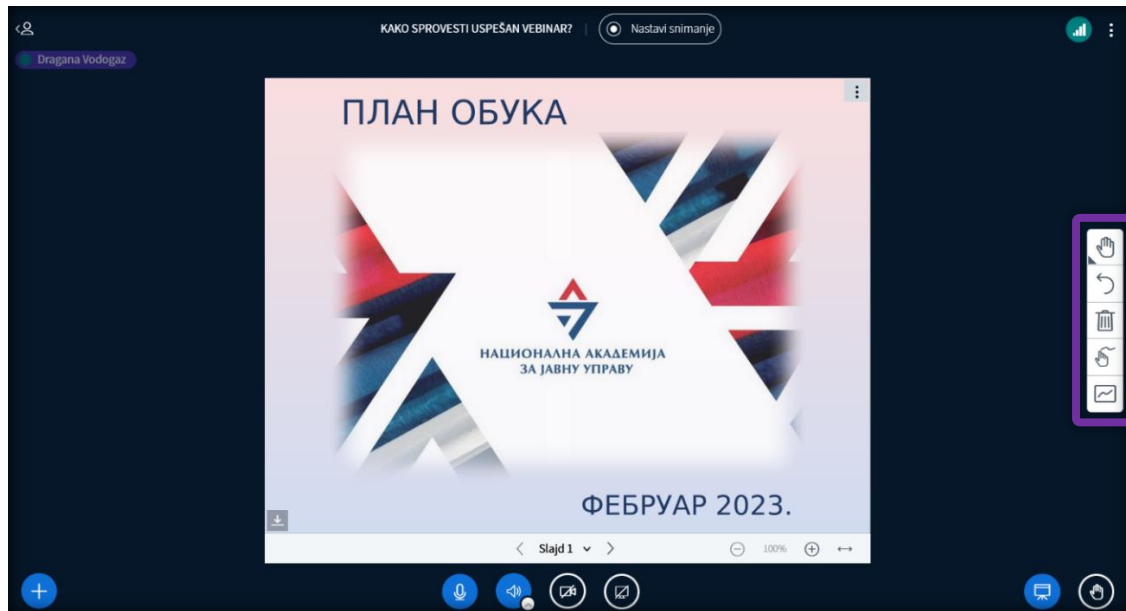 KAKO SPROVESTI USPEŠAN VEBINAR?
Nastavi snimanje
Dragana Vodogaz
ПЛАН ОБУКА
НАЦИОНАЛНА АКАДЕМИЈА
ЗА ЈАВНУ УПРАВУ
ФЕБРУАР 2023.
Slajd 1
100%